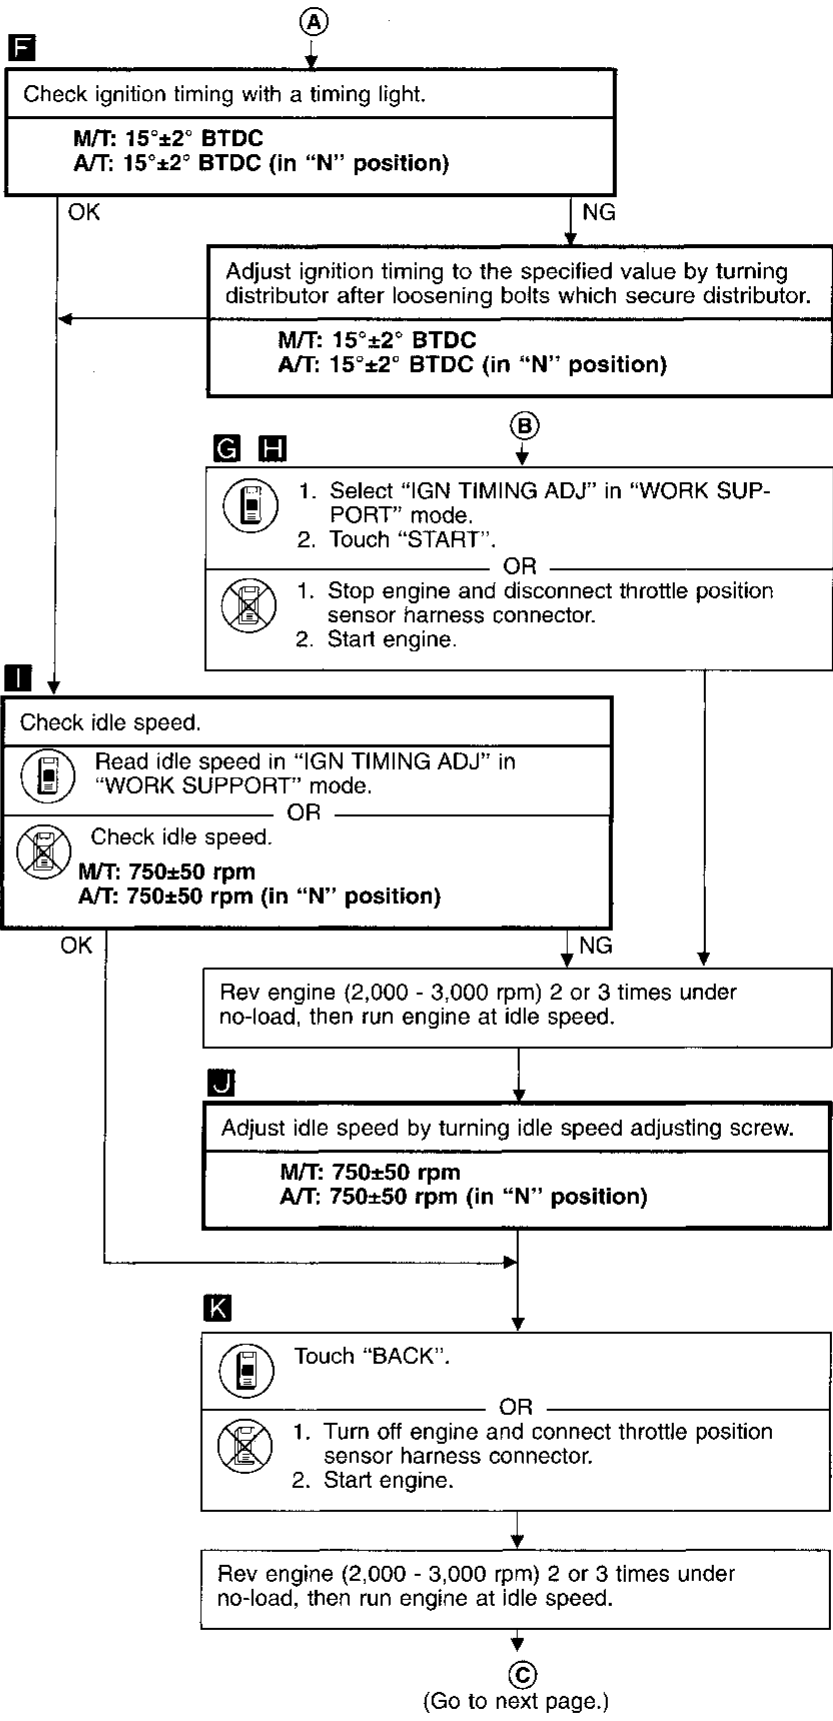 A
F
Check ignition timing with a timing light.
M/T: 15°±2° BTDC
A/T: 15°±2° BTDC (in “N” position)
OK
NG
Adjust ignition timing to the specified value by turning
distributor after loosening bolts which secure distributor.
M/T: 15°±2° BTDC
A/T: 15°±2° BTDC (in “N” position)
B
G H
1. Select “IGN TIMING ADJ” in “WORK SUP-
PORT” mode.
2. Touch “START”.
OR
1. Stop engine and disconnect throttle position
sensor harness connector.
2. Start engine.
I
Check idle speed.
Read idle speed in “IGN TIMING ADJ” in
“WORK SUPPORT” mode.
OR
Check idle speed.
M/T: 750±50 rpm
A/T: 750±50 rpm (in “N” position)
OK
NG
Rev engine (2,000 - 3,000 rpm) 2 or 3 times under
no-load, then run engine at idle speed.
J
Adjust idle speed by turning idle speed adjusting screw.
M/T: 750±50 rpm
A/T: 750±50 rpm (in “N” position)
K
Touch “BACK”.
OR
1. Turn off engine and connect throttle position
sensor harness connector.
2. Start engine.
Rev engine (2,000 - 3,000 rpm) 2 or 3 times under
no-load, then run engine at idle speed.
C
(Go to next page.)